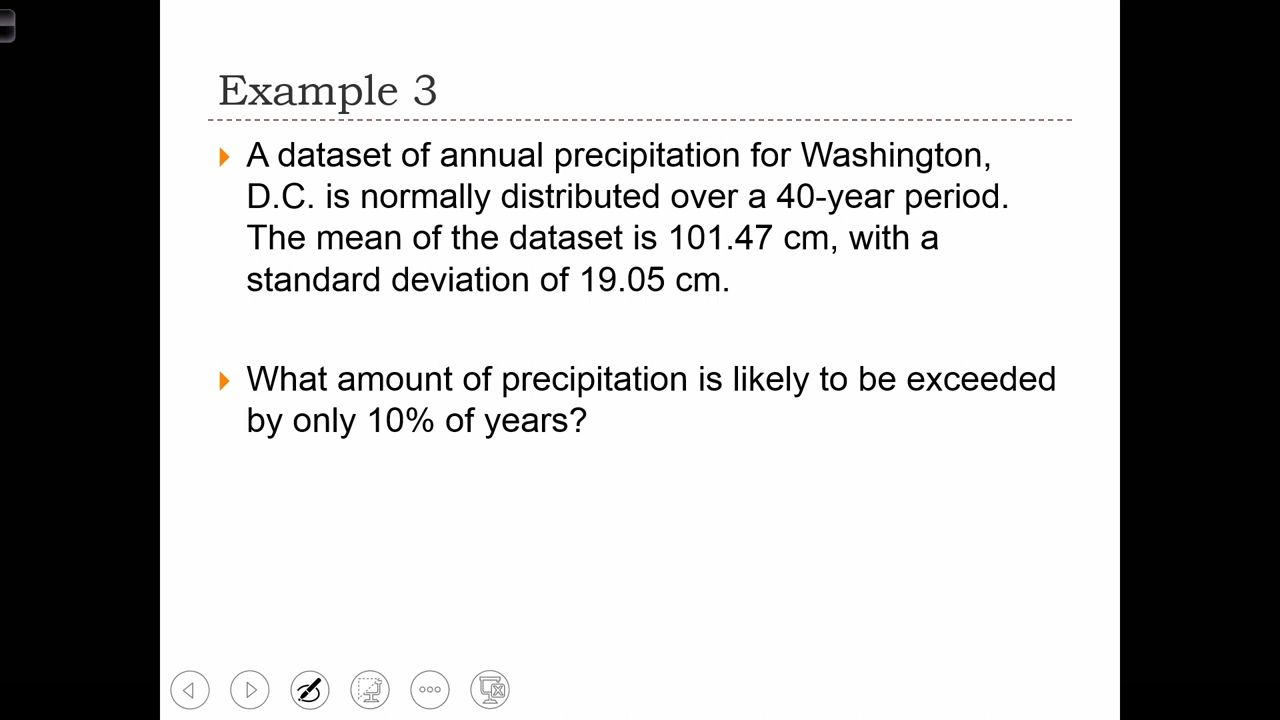 Example 3
A dataset of annual precipitation for Washington,
D.C. is normally distributed over a 40-year period.
The mean of the dataset is 101.47 cm, with a
standard deviation of 19.05 cm.
What amount of precipitation is likely to be exceeded
by only 10% of years?